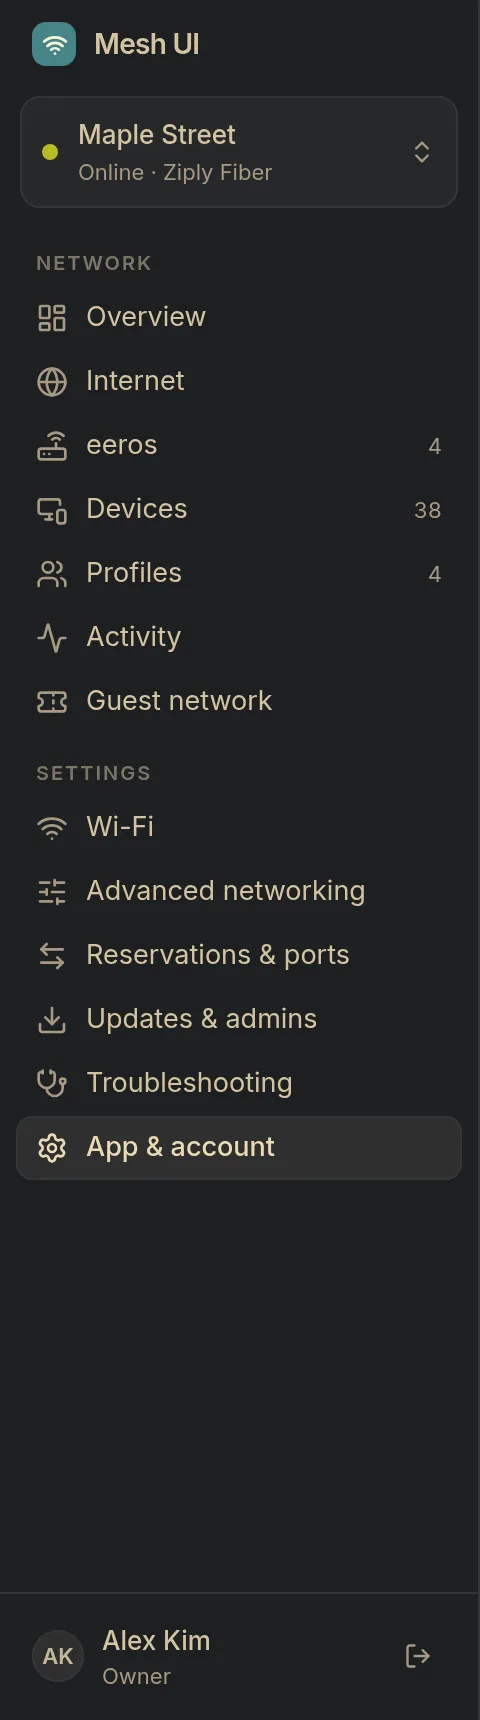 Mesh UI
Maple Street
Online · Ziply Fiber
NETWORK
Overview
Internet
eeros 4
Devices 38
Profiles 4
Activity
Guest network
SETTINGS
Wi-Fi
Advanced networking
Reservations & ports
Updates & admins
Troubleshooting
App & account
AK
Alex Kim
Owner